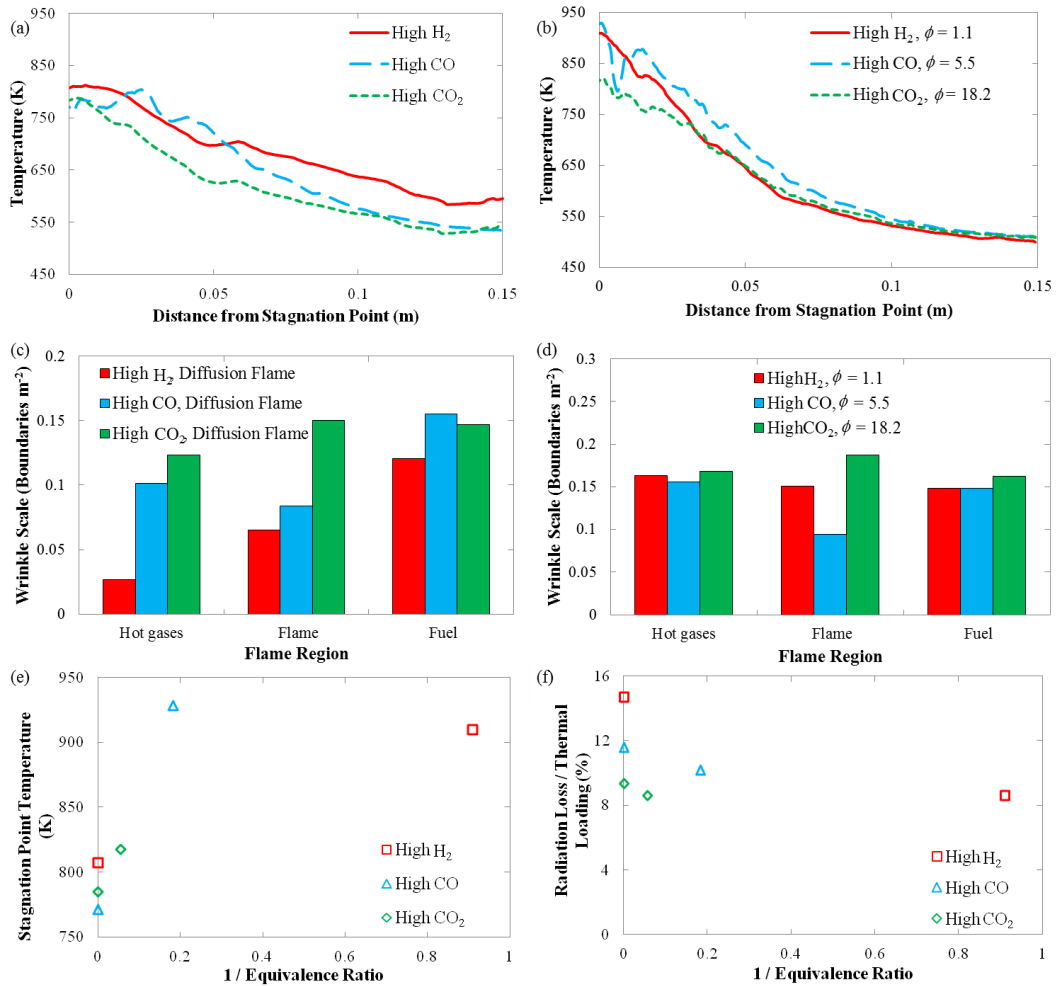 (a)
950
850
750
650
550
450
Temperature (K)
High H₂
High CO
High CO₂
0
0.05
0.1
0.15
Distance from Stagnation Point (m)
(b)
950
850
750
650
550
450
Temperature (K)
High H₂, ϕ = 1.1
High CO, ϕ = 5.5
High CO₂, ϕ = 18.2
0
0.05
0.1
0.15
Distance from Stagnation Point (m)
(c)
0.2
0.15
0.1
0.05
0
Wrinkle Scale (Boundaries m⁻²)
High H₂, Diffusion Flame
High CO, Diffusion Flame
High CO₂, Diffusion Flame
Hot gases
Flame
Fuel
Flame Region
(d)
0.3
0.25
0.2
0.15
0.1
0.05
0
Wrinkle Scale (Boundaries m⁻²)
High H₂, ϕ = 1.1
High CO, ϕ = 5.5
High CO₂, ϕ = 18.2
Hot gases
Flame
Fuel
Flame Region
(e)
950
900
850
800
750
Stagnation Point Temperature
(K)
High H₂
High CO
High CO₂
0
0.2
0.4
0.6
0.8
1
1 / Equivalence Ratio
(f)
16
12
8
4
0
Radiation Loss / Thermal
Loading (%)
High H₂
High CO
High CO₂
0
0.2
0.4
0.6
0.8
1
1 / Equivalence Ratio